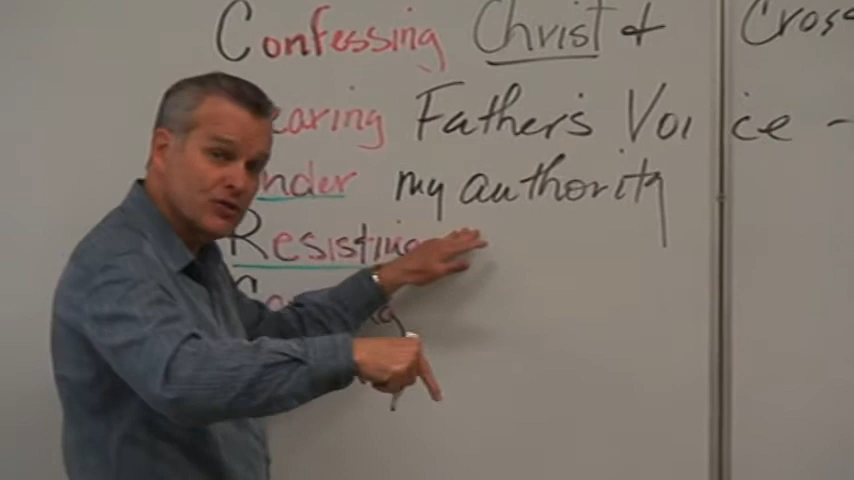 Confessing Christ + Cross
earing Father's Voice -
nder my authority
Resisting